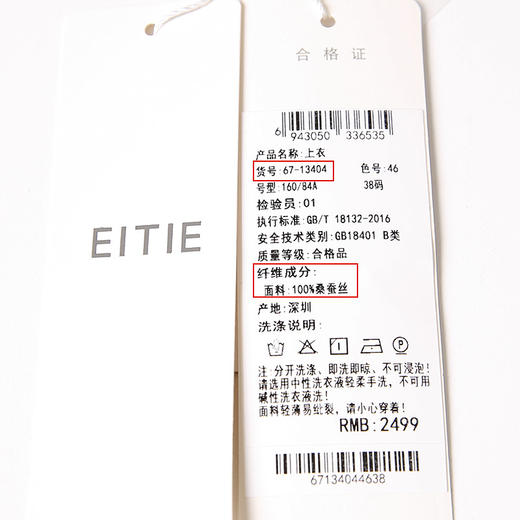 EITIE
合格证
6 943050 336535
产品名称:上衣
货号:67-13404 色号:46
号型:160/84A 38码
检验员:01
执行标准:GB/T 18132-2016
安全技术类别:GB18401 B类
质量等级:合格品
纤维成分:
面料:100%桑蚕丝
产地:深圳
洗涤说明:
注:分开洗涤、即洗即晾、不可浸泡!
请选用中性洗衣液轻柔手洗,不可用
碱性洗衣液洗!
面料轻薄易纰裂,请小心穿着!
RMB:2499
67134044638